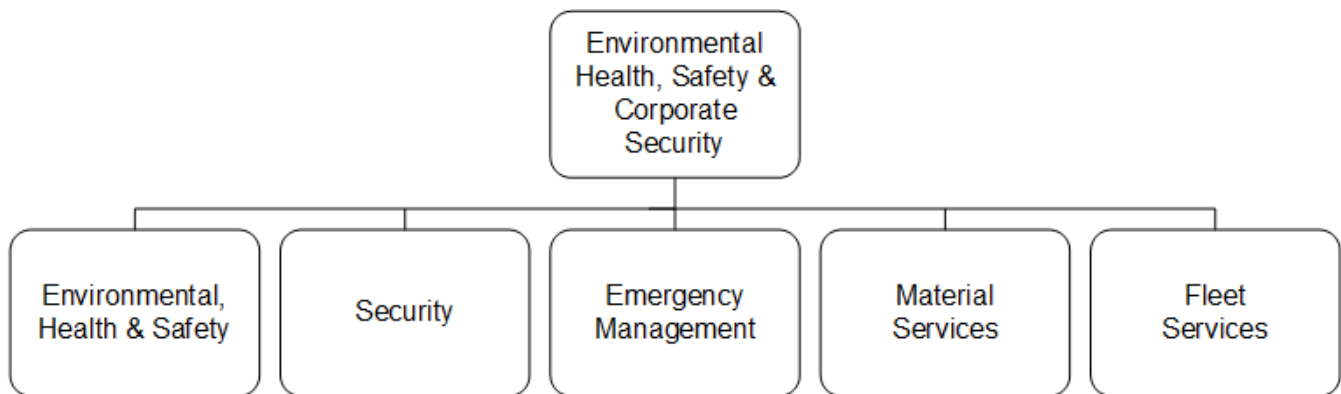 Environmental
Health, Safety &
Corporate
Security
Environmental,
Health & Safety
Security
Emergency
Management
Material
Services
Fleet
Services